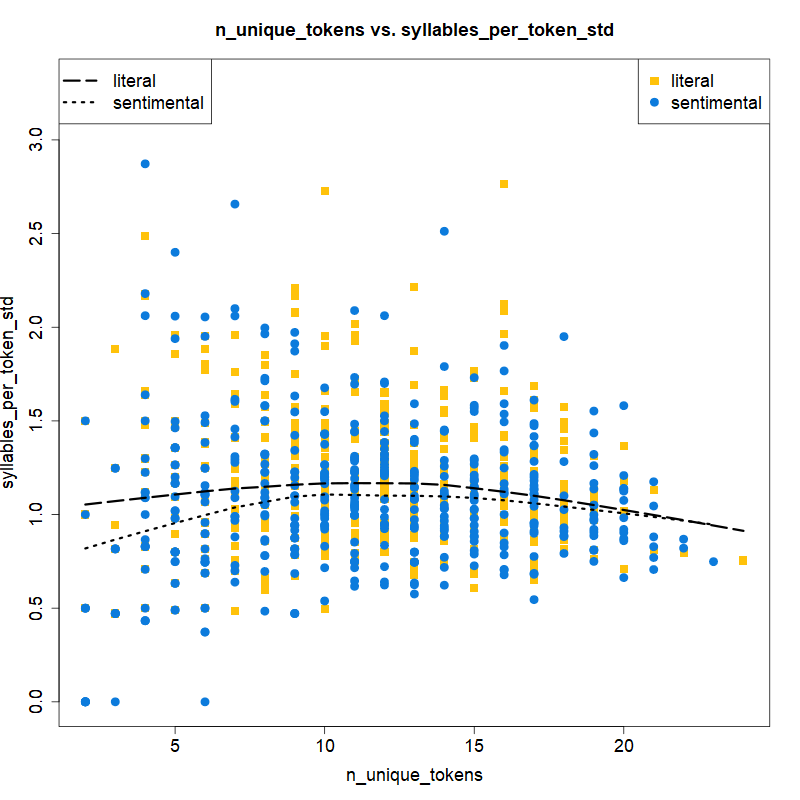 n_unique_tokens vs. syllables_per_token_std
literal
sentimental
literal
sentimental
syllables_per_token_std
3.0
2.5
2.0
1.5
1.0
0.5
0.0
5
10
15
20
n_unique_tokens